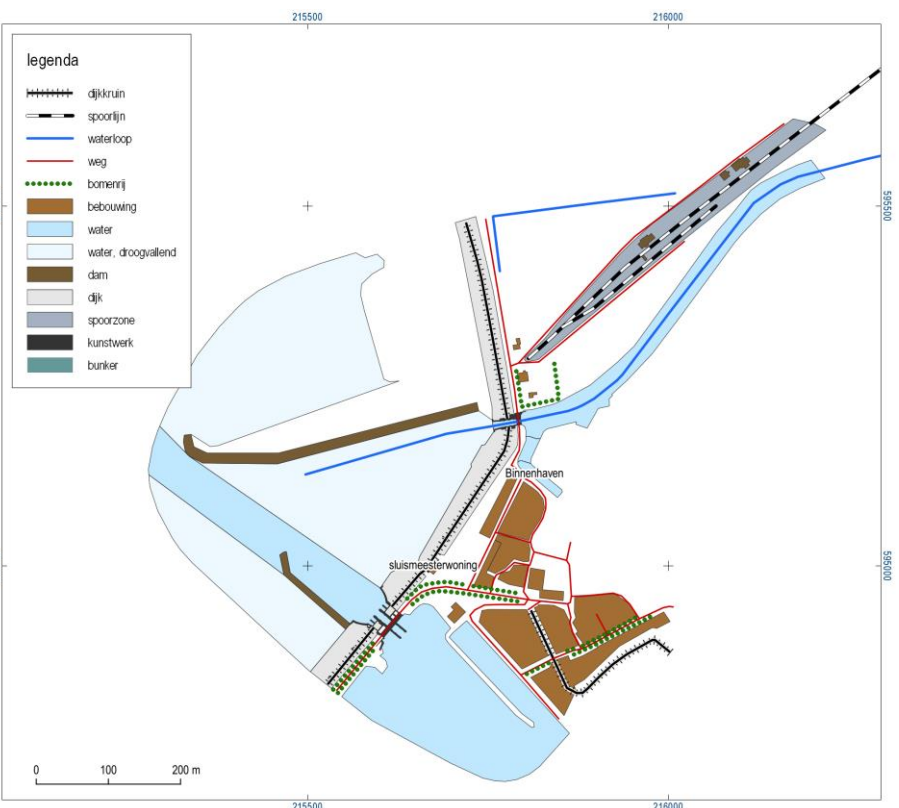 215500
216000
legenda
dijkkruin
spoorlijn
waterloop
weg
bomenrij
bebouwing
water
water, droogvallend
dam
dijk
spoorzone
kunstwerk
bunker
595500
Binnenhaven
sluismeesterwoning
595000
0
100
200 m
215500
216000